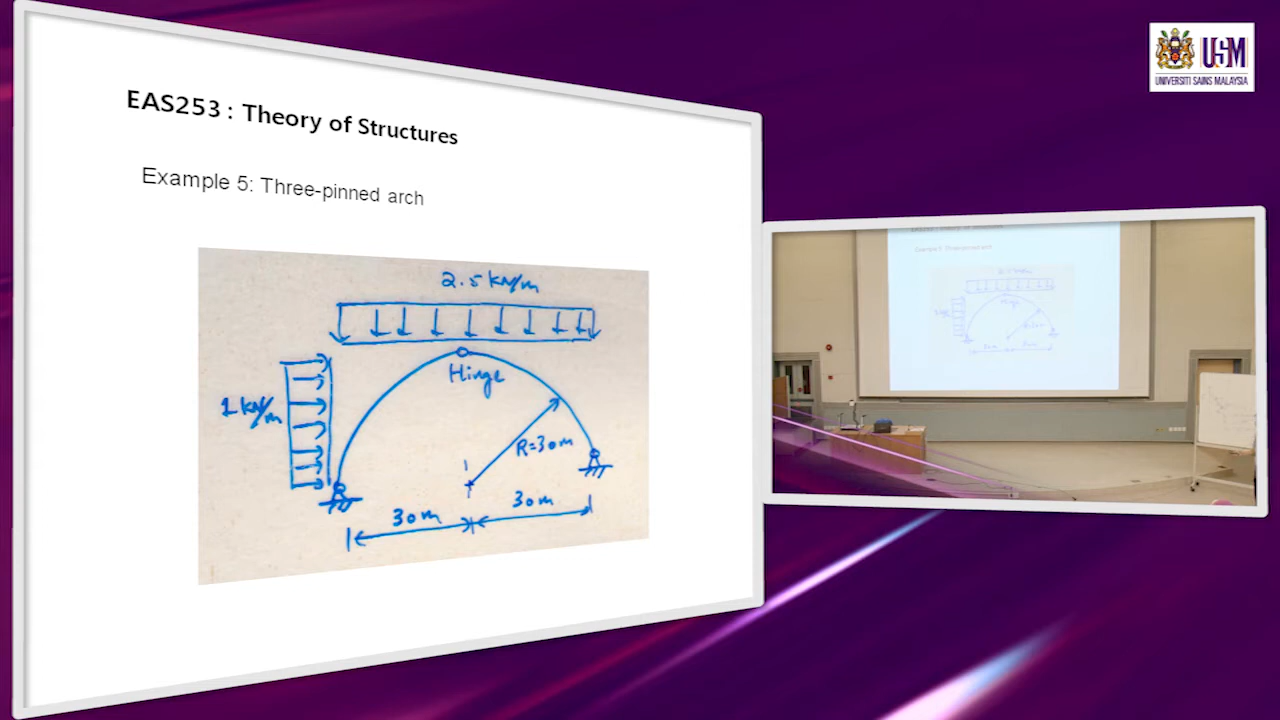 EAS253 : Theory of Structures
Example 5: Three-pinned arch
2.5 kN/m
Hinge
1 kN/m
R=30m
30m
30m
USM
UNIVERSITI SAINS MALAYSIA